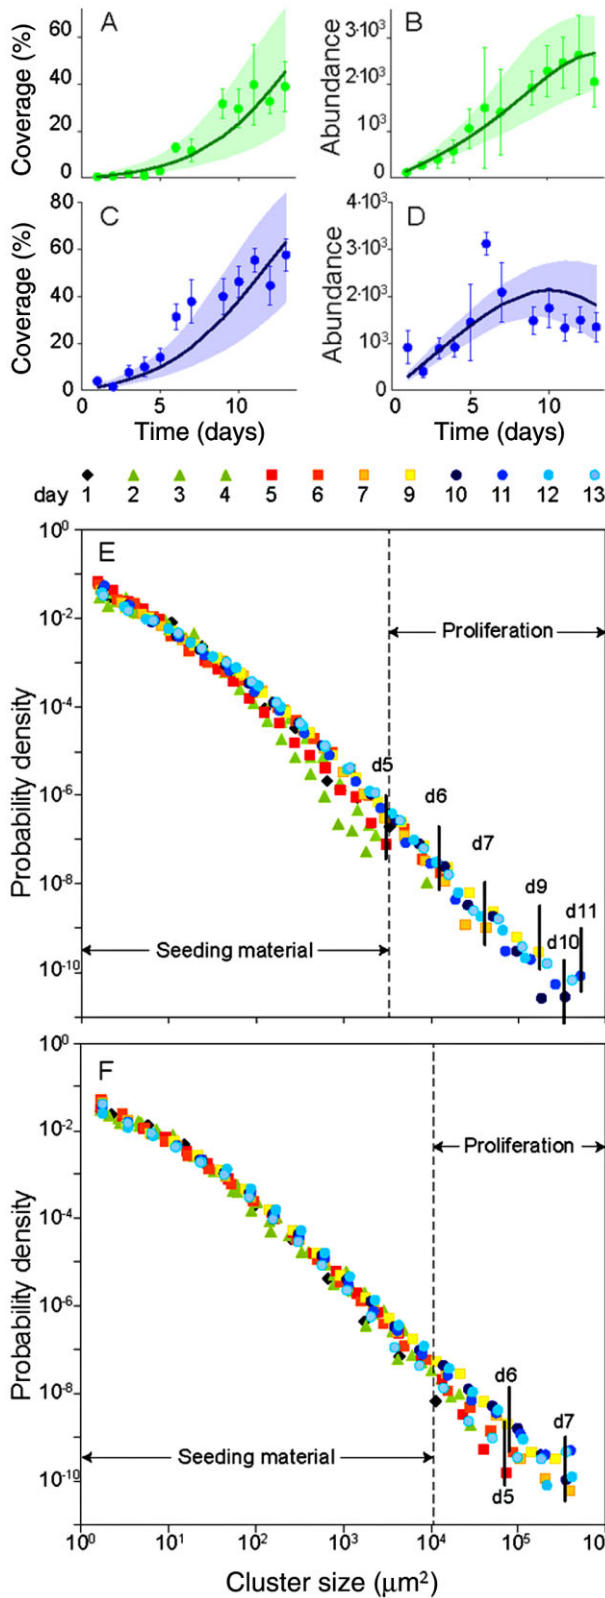 A
Coverage (%)
60
40
20
0
B
Abundance
3·10³
2·10³
10³
0
C
Coverage (%)
80
60
40
20
0
0
5
10
Time (days)
D
Abundance
4·10³
3·10³
2·10³
10³
0
0
5
10
Time (days)
day 1 2 3 4 5 6 7 9 10 11 12 13
E
Probability density
10⁰
10⁻²
10⁻⁴
10⁻⁶
10⁻⁸
10⁻¹⁰
Proliferation
d5
d6
d7
d9
d11
d10
Seeding material
F
Probability density
10⁰
10⁻²
10⁻⁴
10⁻⁶
10⁻⁸
10⁻¹⁰
Proliferation
d6
d7
d5
Seeding material
10⁰ 10¹ 10² 10³ 10⁴ 10⁵
Cluster size (μm²)